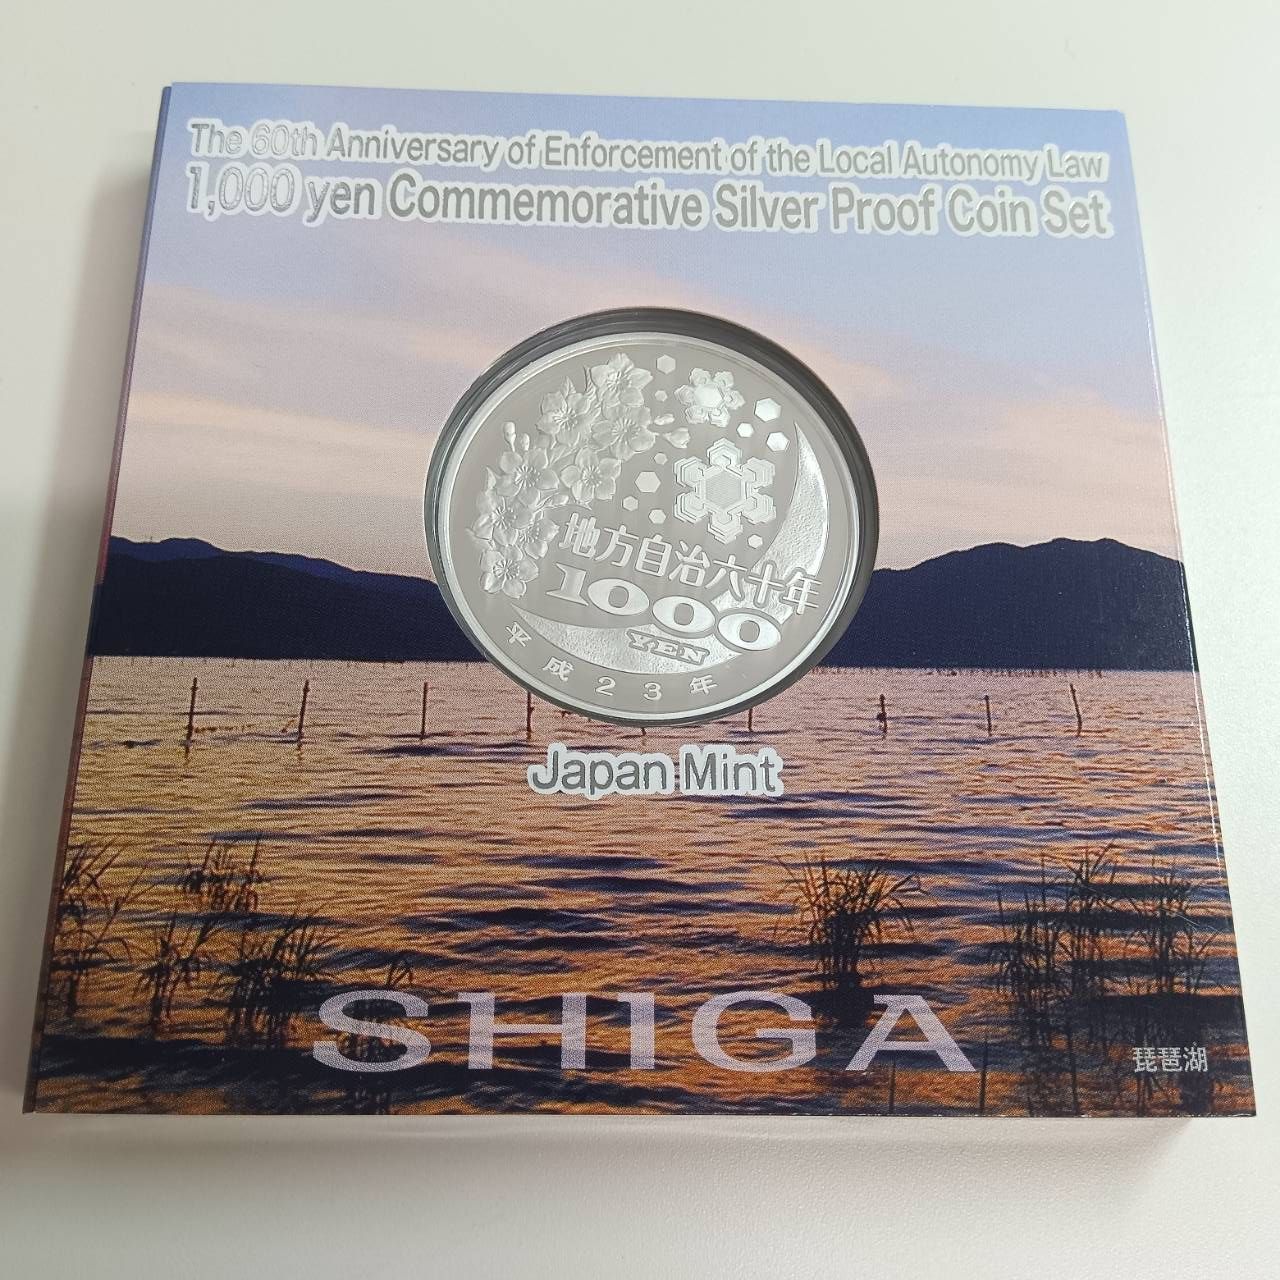 The 60th Anniversary of Enforcement of the Local Autonomy Law
1,000 yen Commemorative Silver Proof Coin Set
地方自治六十年
1000
YEN
平成23年
Japan Mint
SHIGA
琵琶湖